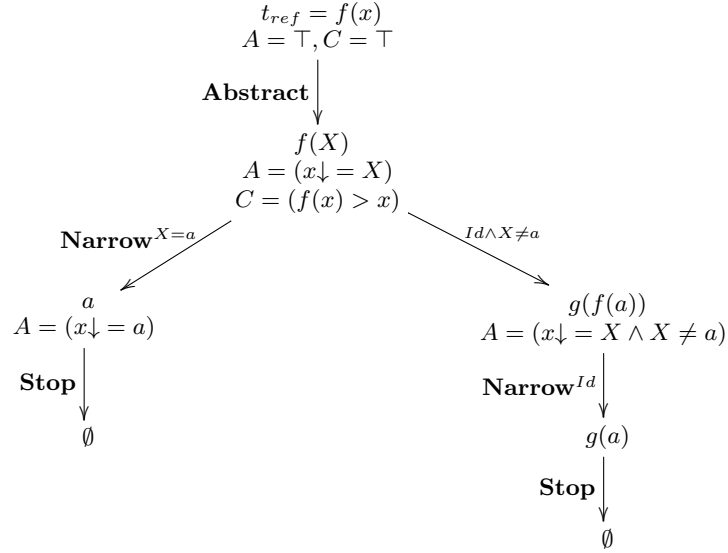 t_{ref} = f(x)
A = ⊤, C = ⊤
Abstract
f(X)
A = (x↓ = X)
C = (f(x) > x)
Narrow^{X=a}
Id∧X≠a
a
A = (x↓ = a)
g(f(a))
A = (x↓ = X ∧ X ≠ a)
Stop
Narrow^{Id}
∅
g(a)
Stop
∅